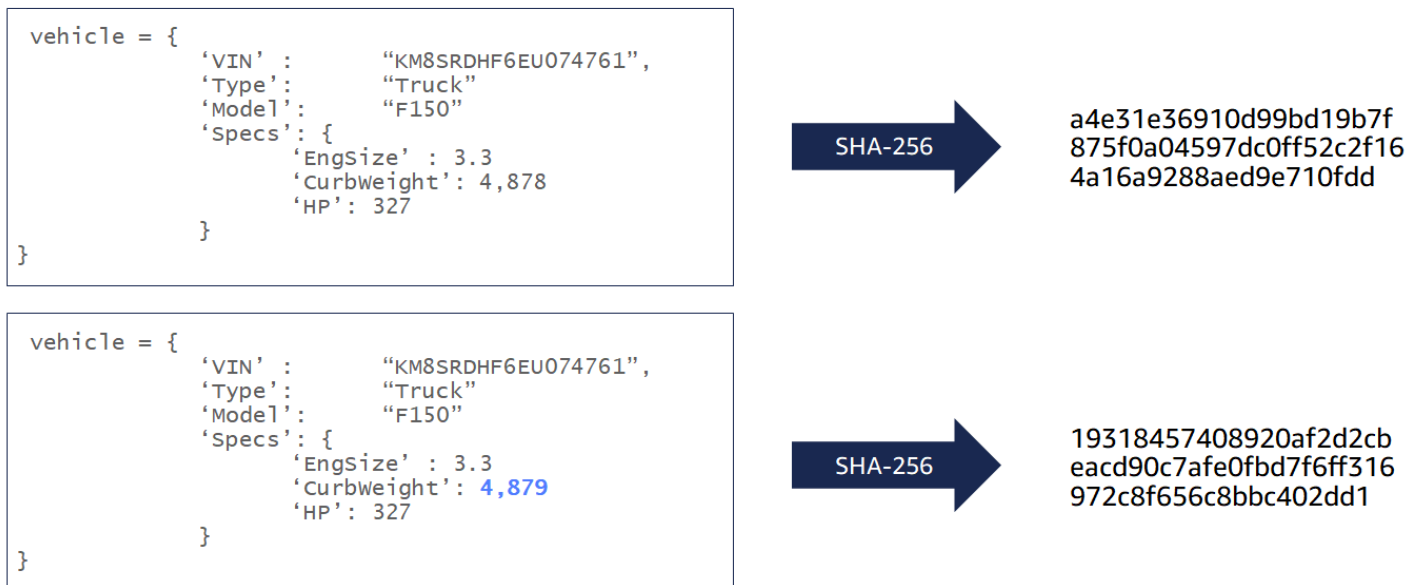 vehicle = {
‘VIN’ : “KM8SRDHF6EU074761”,
‘Type’: “Truck”
‘Model’: “F150”
‘Specs’: {
‘EngSize’ : 3.3
‘CurbWeight’: 4,878
‘HP’: 327
}
}
SHA-256
a4e31e36910d99bd19b7f
875f0a04597dc0ff52c2f16
4a16a9288aed9e710fdd
vehicle = {
‘VIN’ : “KM8SRDHF6EU074761”,
‘Type’: “Truck”
‘Model’: “F150”
‘Specs’: {
‘EngSize’ : 3.3
‘CurbWeight’: 4,879
‘HP’: 327
}
}
SHA-256
19318457408920af2d2cb
eacd90c7afe0fbd7f6ff316
972c8f656c8bbc402dd1